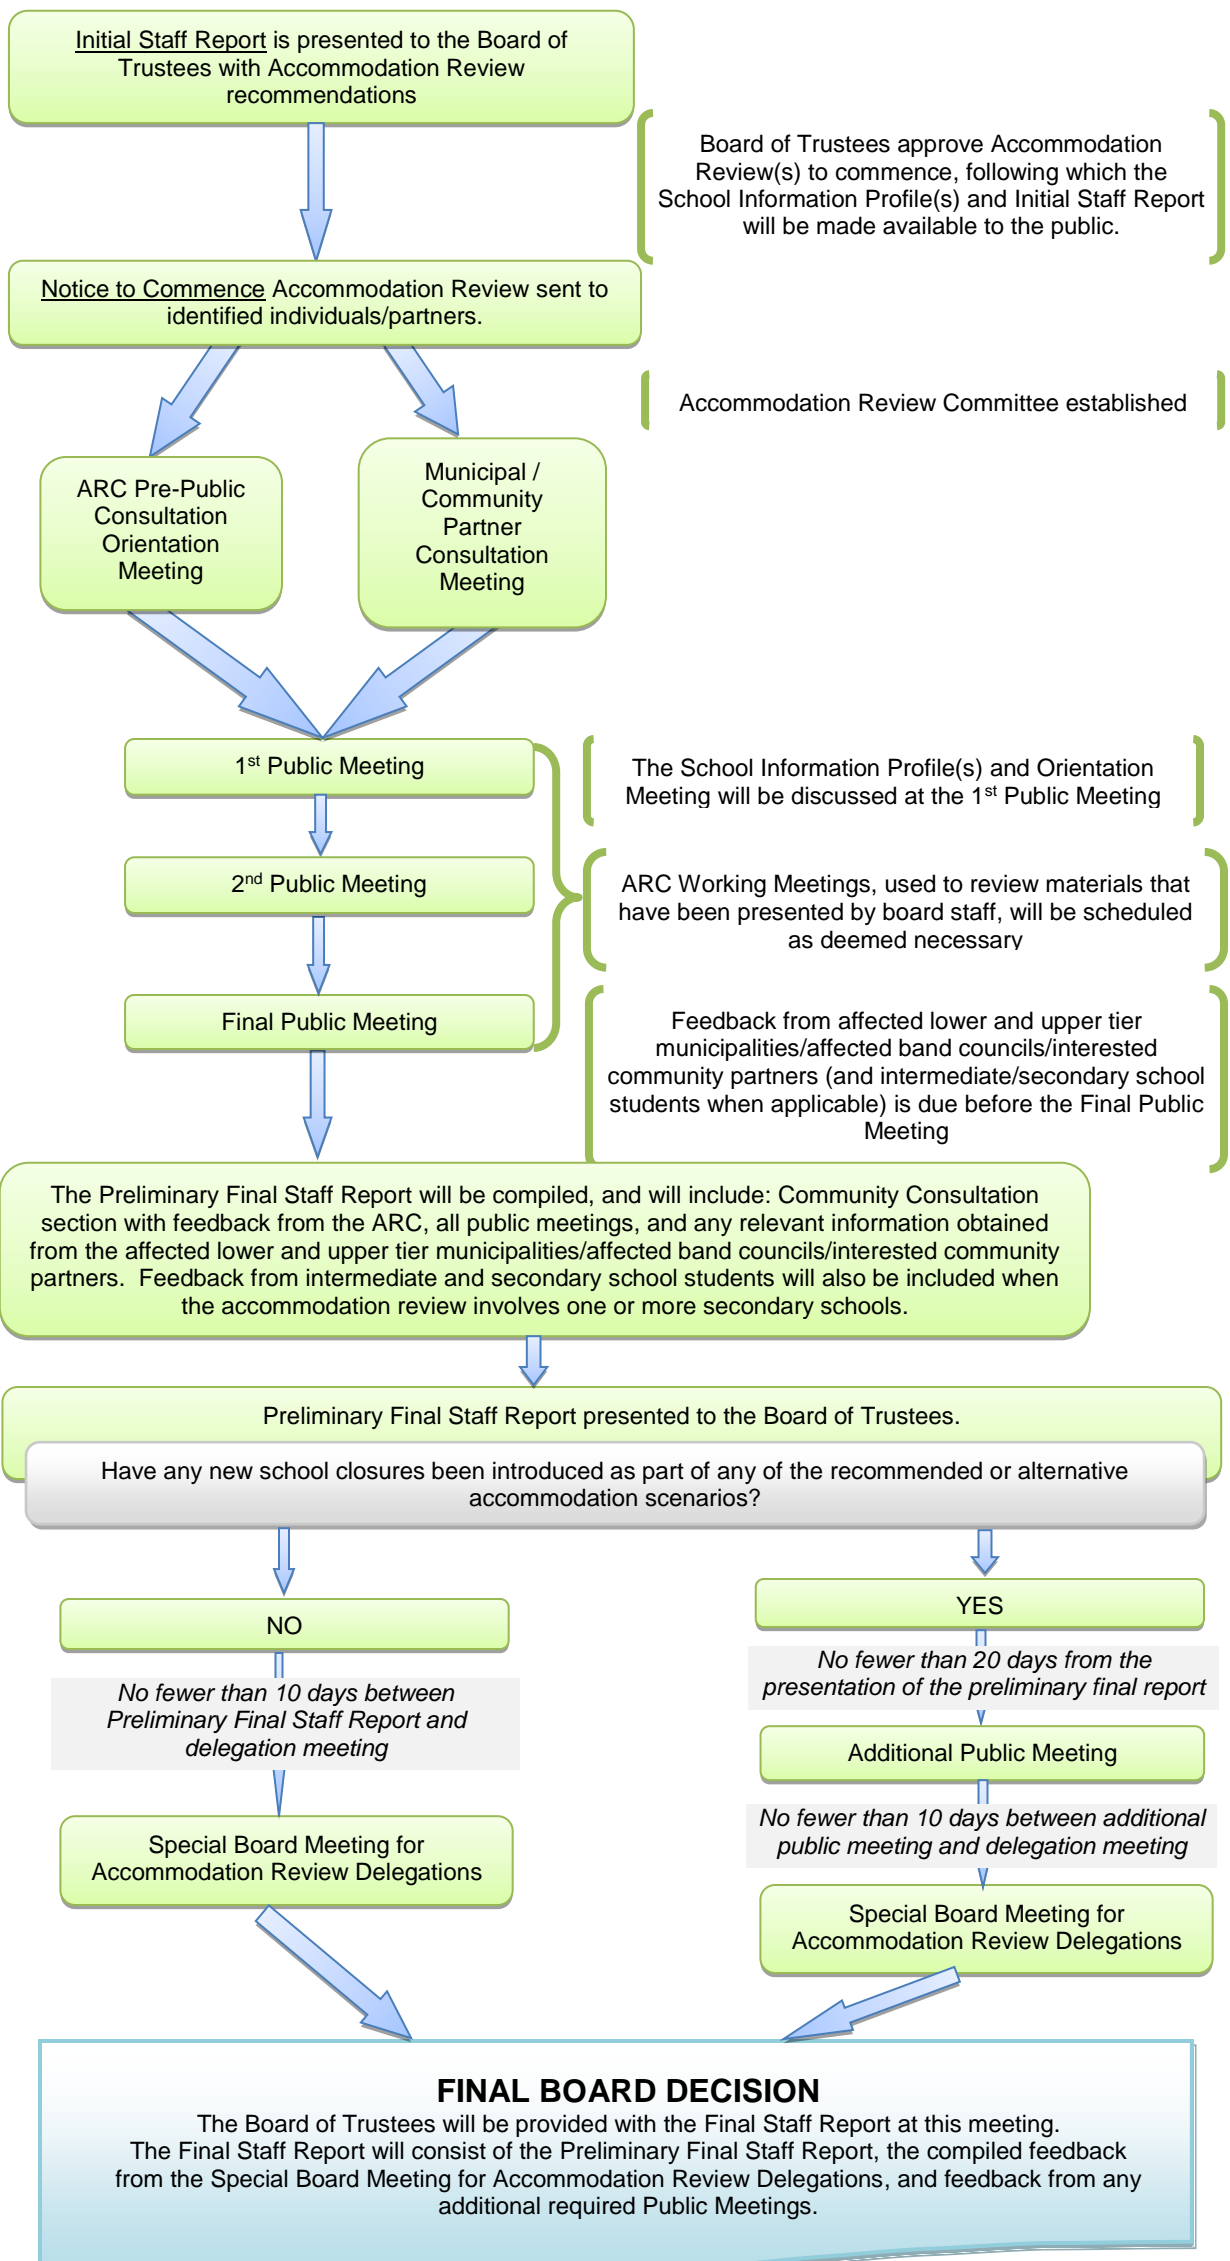 Initial Staff Report is presented to the Board of
Trustees with Accommodation Review
recommendations
Board of Trustees approve Accommodation
Review(s) to commence, following which the
School Information Profile(s) and Initial Staff Report
will be made available to the public.
Notice to Commence Accommodation Review sent to
identified individuals/partners.
Accommodation Review Committee established
ARC Pre-Public
Consultation
Orientation
Meeting
Municipal /
Community
Partner
Consultation
Meeting
1st Public Meeting
The School Information Profile(s) and Orientation
Meeting will be discussed at the 1st Public Meeting
2nd Public Meeting
ARC Working Meetings, used to review materials that
have been presented by board staff, will be scheduled
as deemed necessary
Final Public Meeting
Feedback from affected lower and upper tier
municipalities/affected band councils/interested
community partners (and intermediate/secondary school
students when applicable) is due before the Final Public
Meeting
The Preliminary Final Staff Report will be compiled, and will include: Community Consultation
section with feedback from the ARC, all public meetings, and any relevant information obtained
from the affected lower and upper tier municipalities/affected band councils/interested community
partners.  Feedback from intermediate and secondary school students will also be included when
the accommodation review involves one or more secondary schools.
Preliminary Final Staff Report presented to the Board of Trustees.
Have any new school closures been introduced as part of any of the recommended or alternative
accommodation scenarios?
NO
No fewer than 10 days between
Preliminary Final Staff Report and
delegation meeting
Special Board Meeting for
Accommodation Review Delegations
YES
No fewer than 20 days from the
presentation of the preliminary final report
Additional Public Meeting
No fewer than 10 days between additional
public meeting and delegation meeting
Special Board Meeting for
Accommodation Review Delegations
FINAL BOARD DECISION
The Board of Trustees will be provided with the Final Staff Report at this meeting.
The Final Staff Report will consist of the Preliminary Final Staff Report, the compiled feedback
from the Special Board Meeting for Accommodation Review Delegations, and feedback from any
additional required Public Meetings.